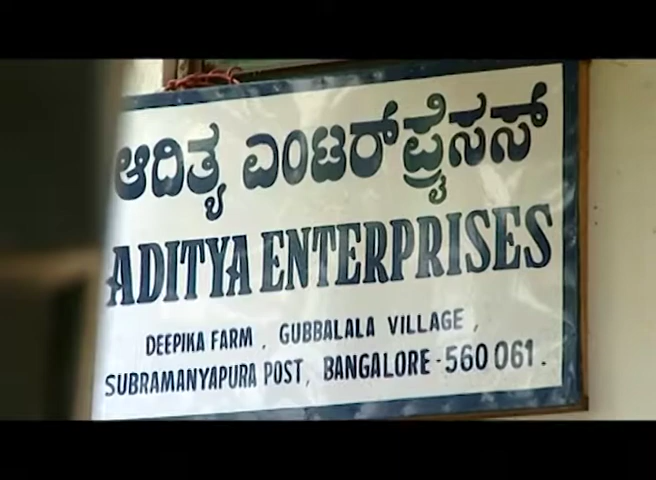 ಆದಿತ್ಯ ಎಂಟರ್‌ಪ್ರೈಸಸ್
ADITYA ENTERPRISES
DEEPIKA FARM , GUBBALALA VILLAGE ,
SUBRAMANYAPURA POST , BANGALORE - 560 061 .